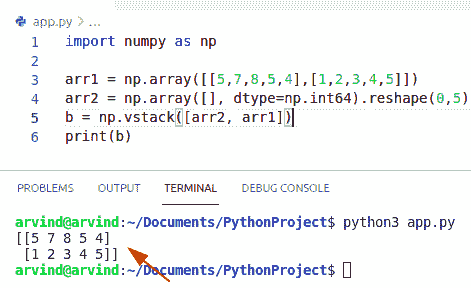 app.py > ...
1 import numpy as np
2
3 arr1 = np.array([[5,7,8,5,4],[1,2,3,4,5]])
4 arr2 = np.array([], dtype=np.int64).reshape(0,5)
5 b = np.vstack([arr2, arr1])
6 print(b)
PROBLEMS OUTPUT TERMINAL DEBUG CONSOLE
arvind@arvind:~/Documents/PythonProject$ python3 app.py
[[5 7 8 5 4]
 [1 2 3 4 5]]
arvind@arvind:~/Documents/PythonProject$